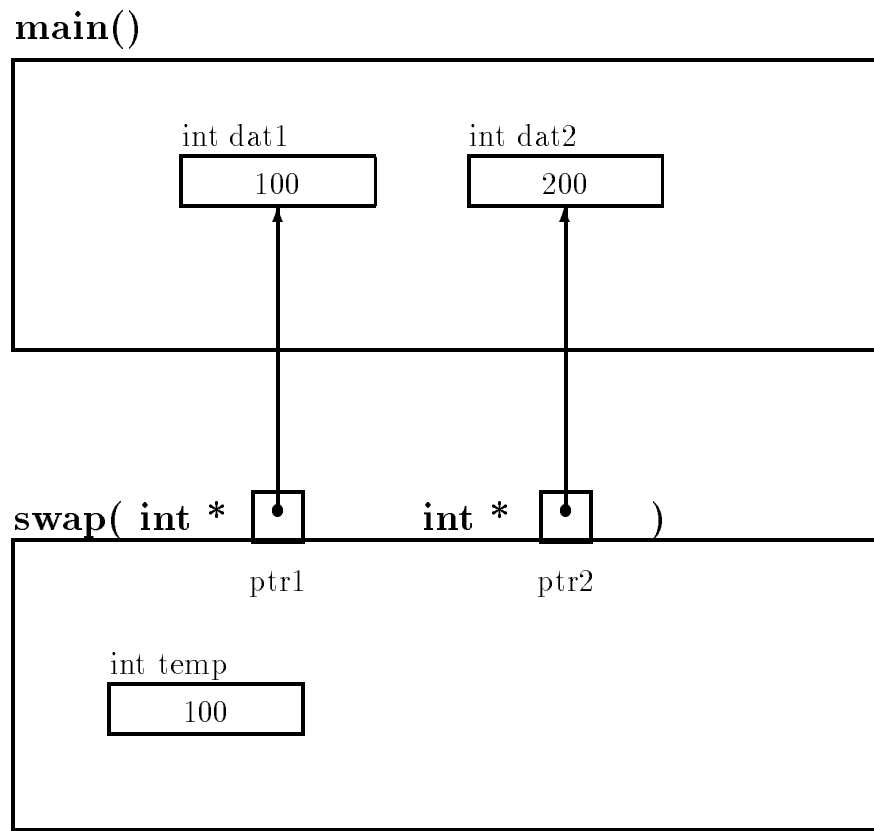 main()
int dat1 int dat2
100 200
swap( int * int * )
ptr1 ptr2
int temp
100